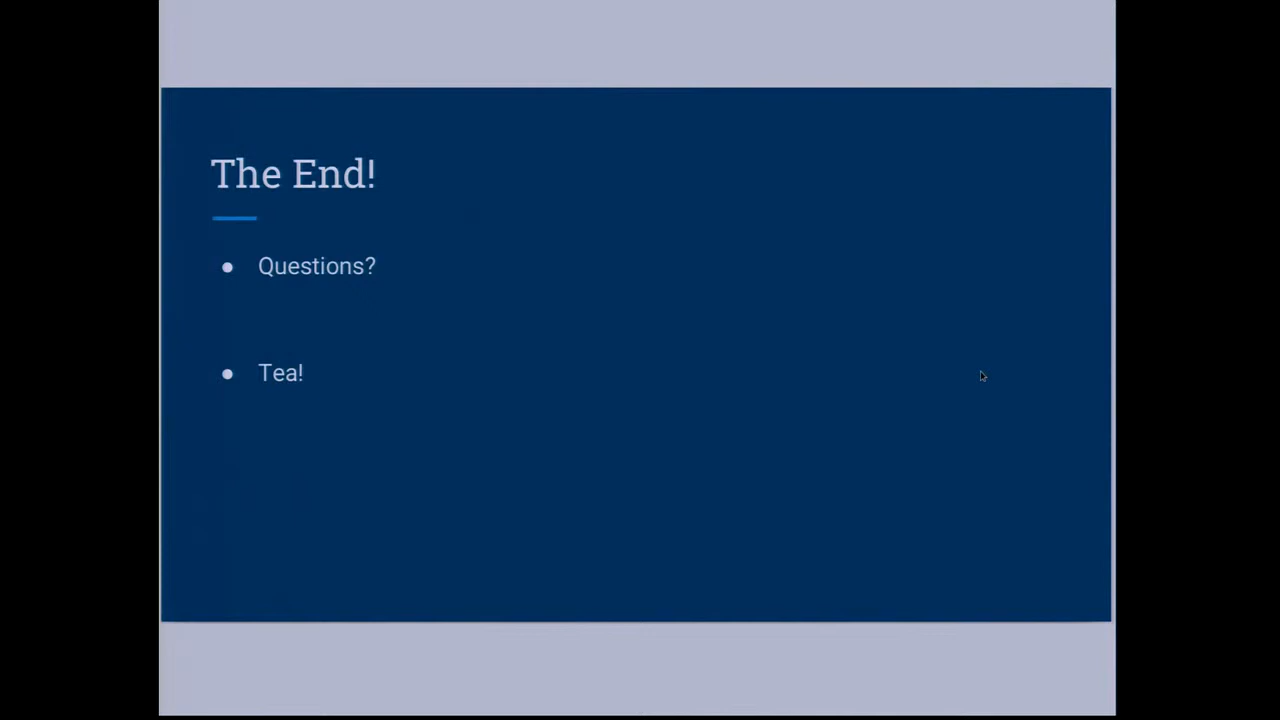 The End!
● Questions?
● Tea!